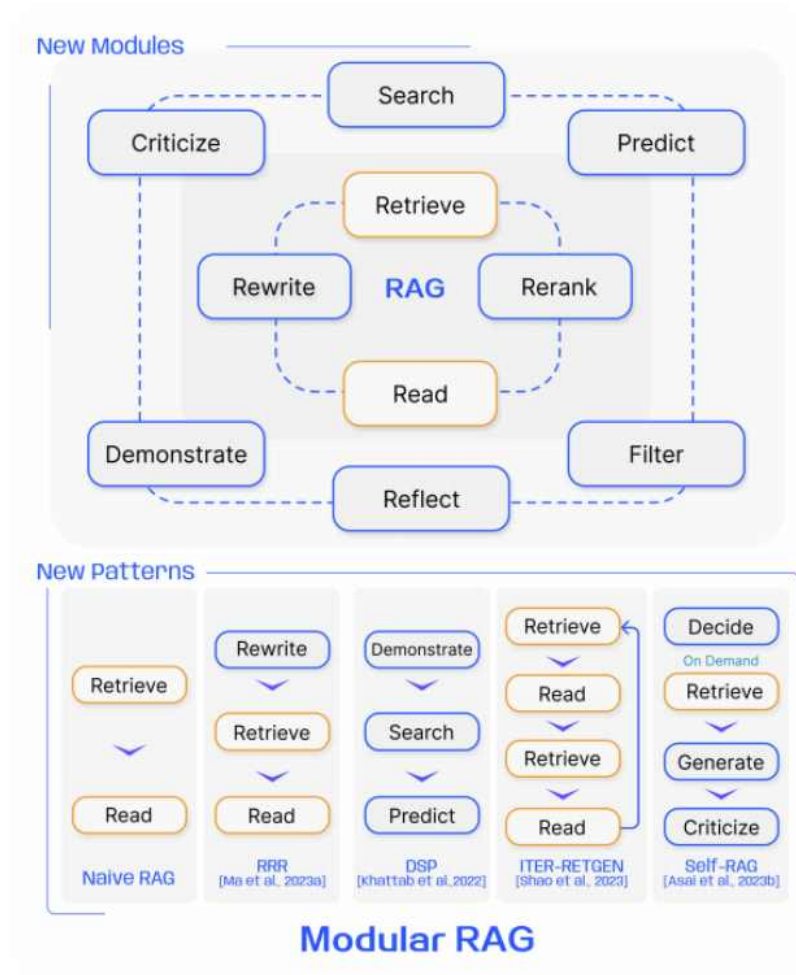 New Modules
Search
Criticize
Predict
Retrieve
Rewrite
RAG
Rerank
Read
Demonstrate
Filter
Reflect
New Patterns
Retrieve
Read
Naive RAG
Rewrite
Retrieve
Read
RRR
[Ma et al., 2023a]
Demonstrate
Search
Predict
DSP
[Khattab et al.,2022]
Retrieve
Read
Retrieve
Read
ITER-RETGEN
[Shao et al., 2023]
Decide
On Demand
Retrieve
Generate
Criticize
Self-RAG
[Asai et al., 2023b]
Modular RAG